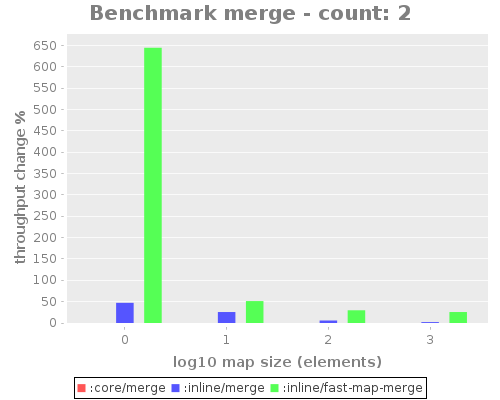 Benchmark merge - count: 2
throughput change %
650
600
550
500
450
400
350
300
250
200
150
100
50
0
0 1 2 3
log10 map size (elements)
:core/merge :inline/merge :inline/fast-map-merge